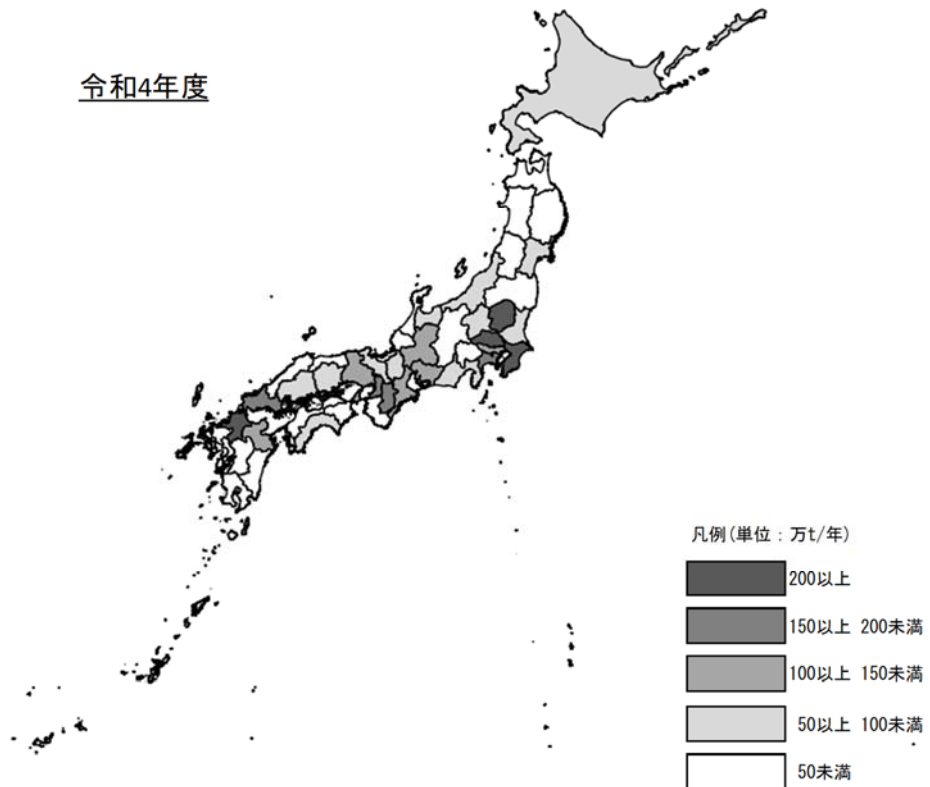 令和4年度
凡例(単位：万t/年)
200以上
150以上 200未満
100以上 150未満
50以上 100未満
50未満